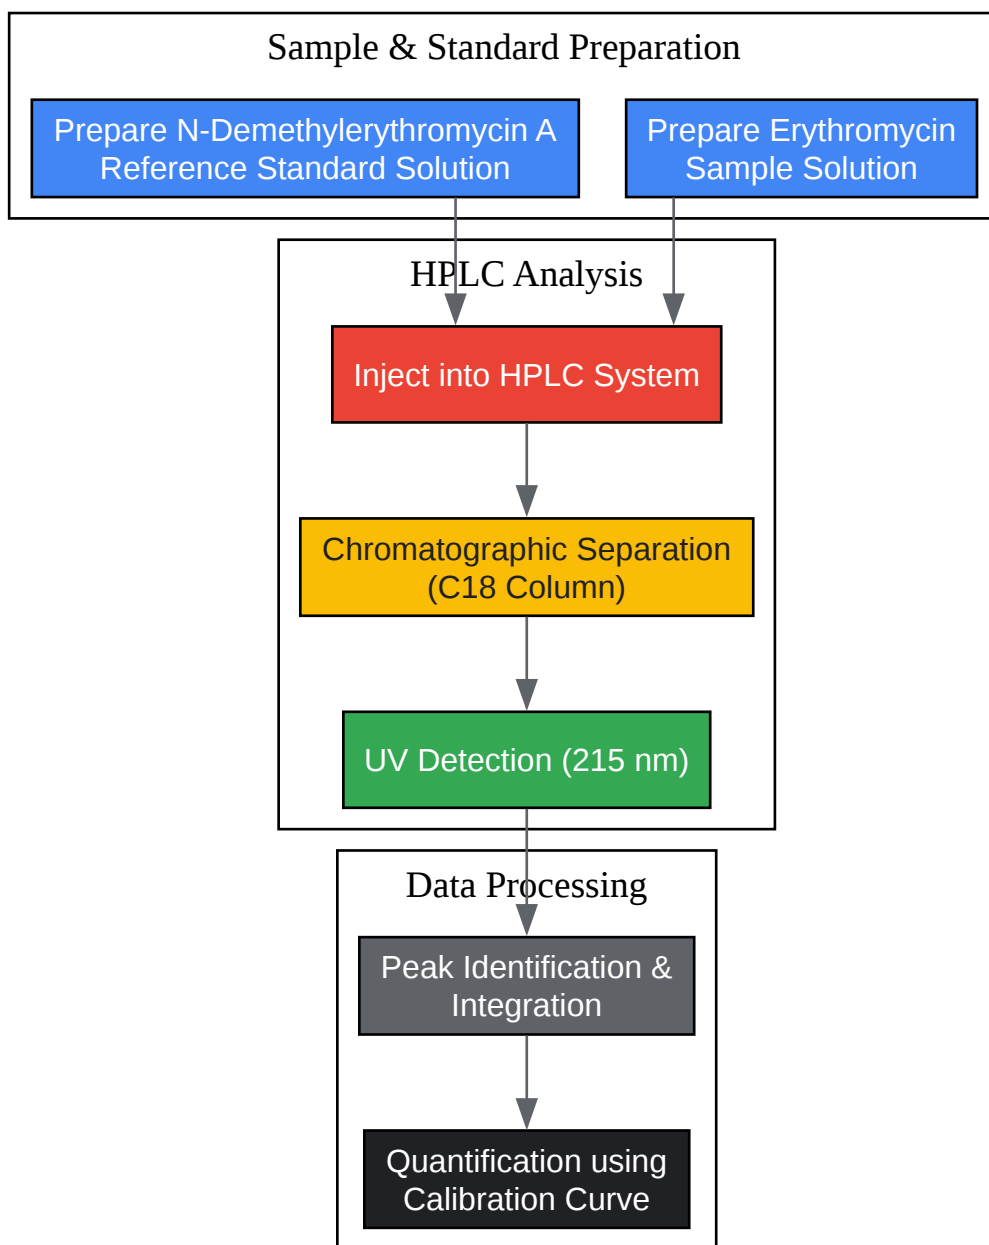 Sample & Standard Preparation
Prepare N-Demethylerythromycin A
Reference Standard Solution
Prepare Erythromycin
Sample Solution
HPLC Analysis
Inject into HPLC System
Chromatographic Separation
(C18 Column)
UV Detection (215 nm)
Data Processing
Peak Identification &
Integration
Quantification using
Calibration Curve